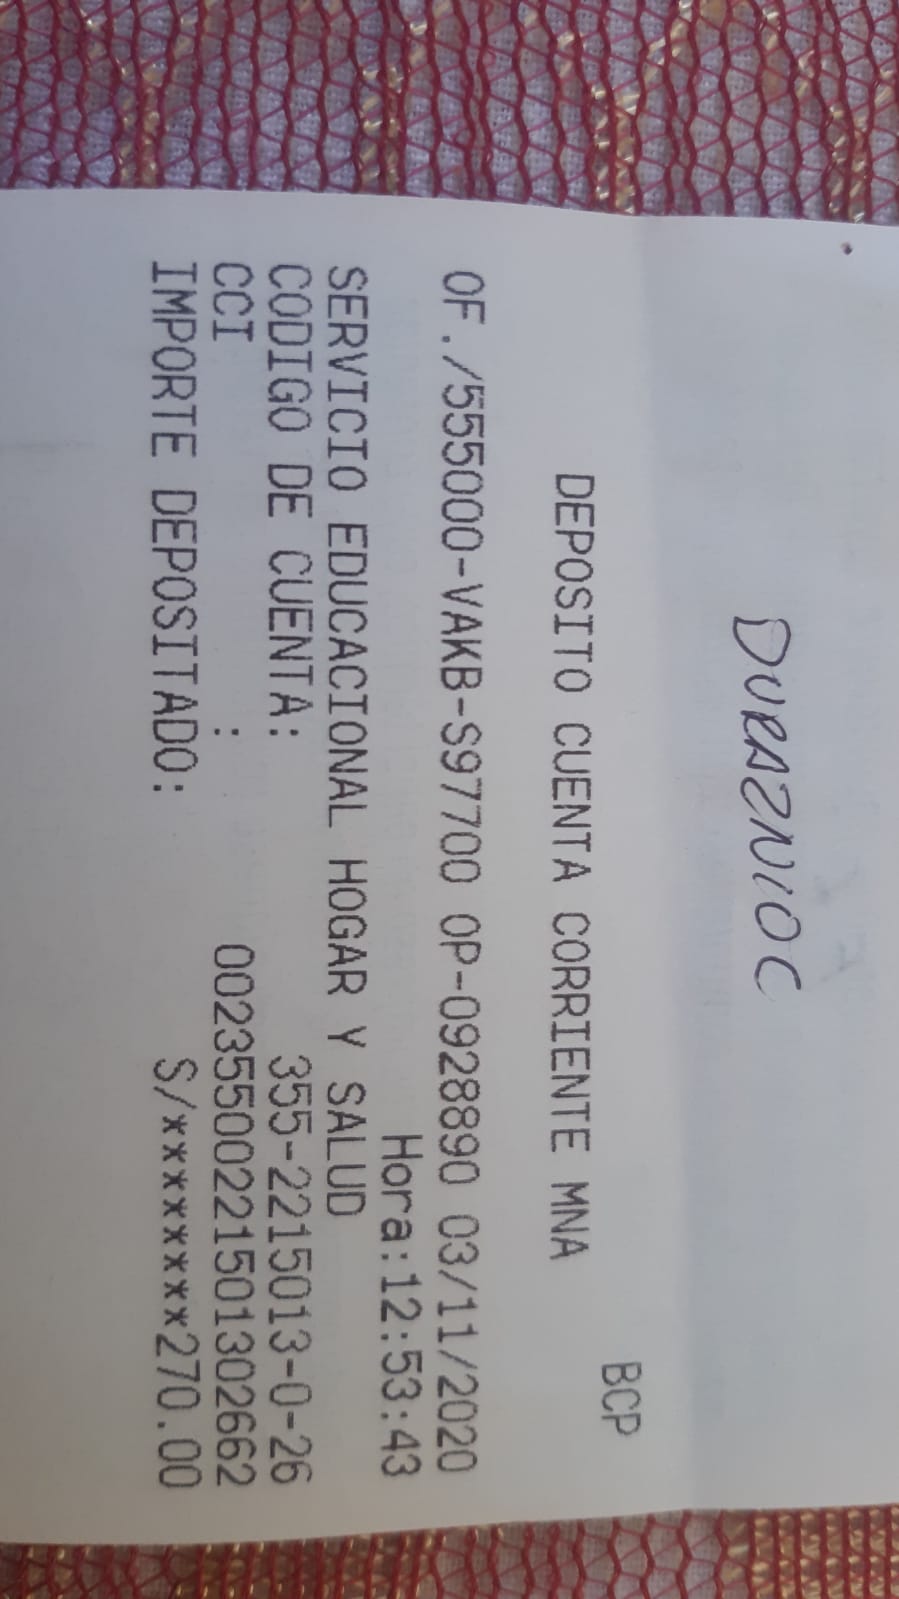 DURAZNIOC
BCP
DEPOSITO CUENTA CORRIENTE MNA
OF./555000-VAKB-S97700 OP-0928890 03/11/2020
Hora:12:53:43
SERVICIO EDUCACIONAL HOGAR Y SALUD
CODIGO DE CUENTA: 355-2215013-0-26
CCI : 00235500221501302662
IMPORTE DEPOSITADO: S/********270.00